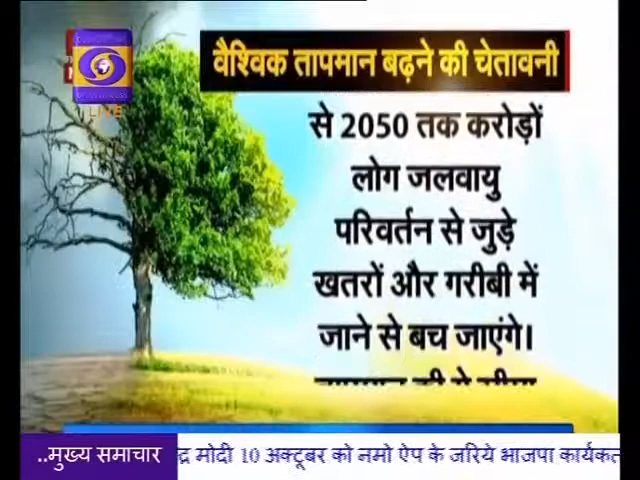 LIVE
वैश्विक तापमान बढ़ने की चेतावनी
से 2050 तक करोड़ों
लोग जलवायु
परिवर्तन से जुड़े
खतरों और गरीबी में
जाने से बच जाएंगे।
..मुख्य समाचार
मोदी 10 अक्टूबर को नमो ऐप के जरिये भाजपा